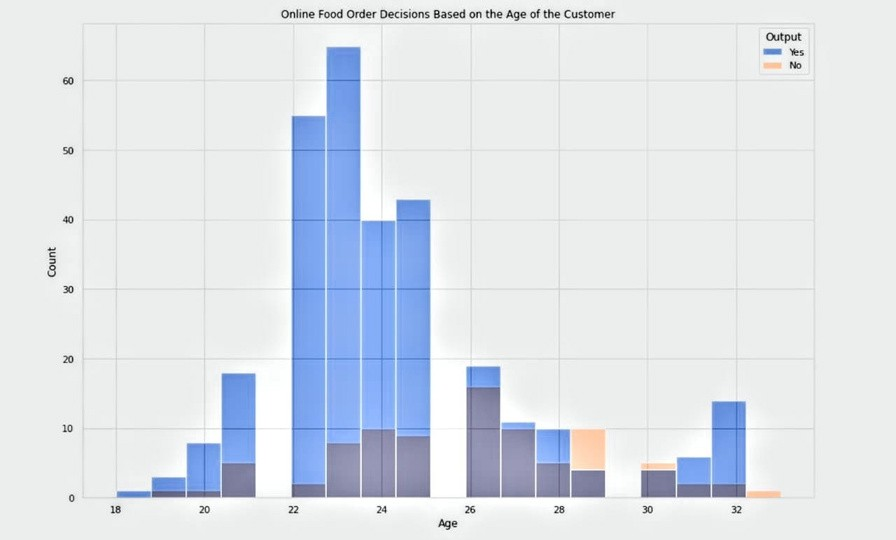 Online Food Order Decisions Based on the Age of the Customer
Output
Yes
No
60
50
40
30
20
10
0
Count
18 20 22 24 26 28 30 32
Age